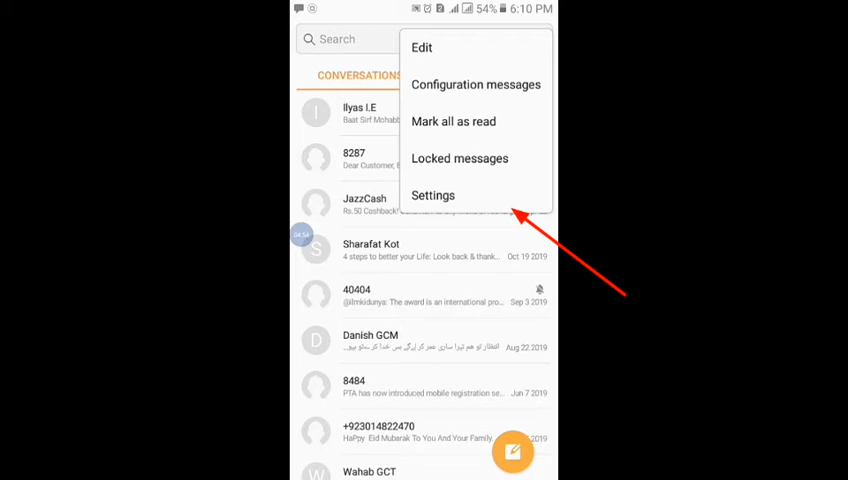 54% 6:10 PM
Search
Edit
Configuration messages
Mark all as read
Locked messages
Settings
CONVERSATIONS
I
Ilyas I.E
Baat Sirf Mohabb
8287
Dear Customer, E
JazzCash
Rs.50 Cashback!
04:54
S
Sharafat Kot
4 steps to better your Life: Look back & thank... Oct 19 2019
40404
@ilmkidunya: The award is an international pro... Sep 3 2019
D
Danish GCM
Aug 22 2019
8484
PTA has now introduced mobile registration se... Jun 7 2019
+923014822470
HaPpy Eid Mubarak To You And Your Family. 2019
W
Wahab GCT